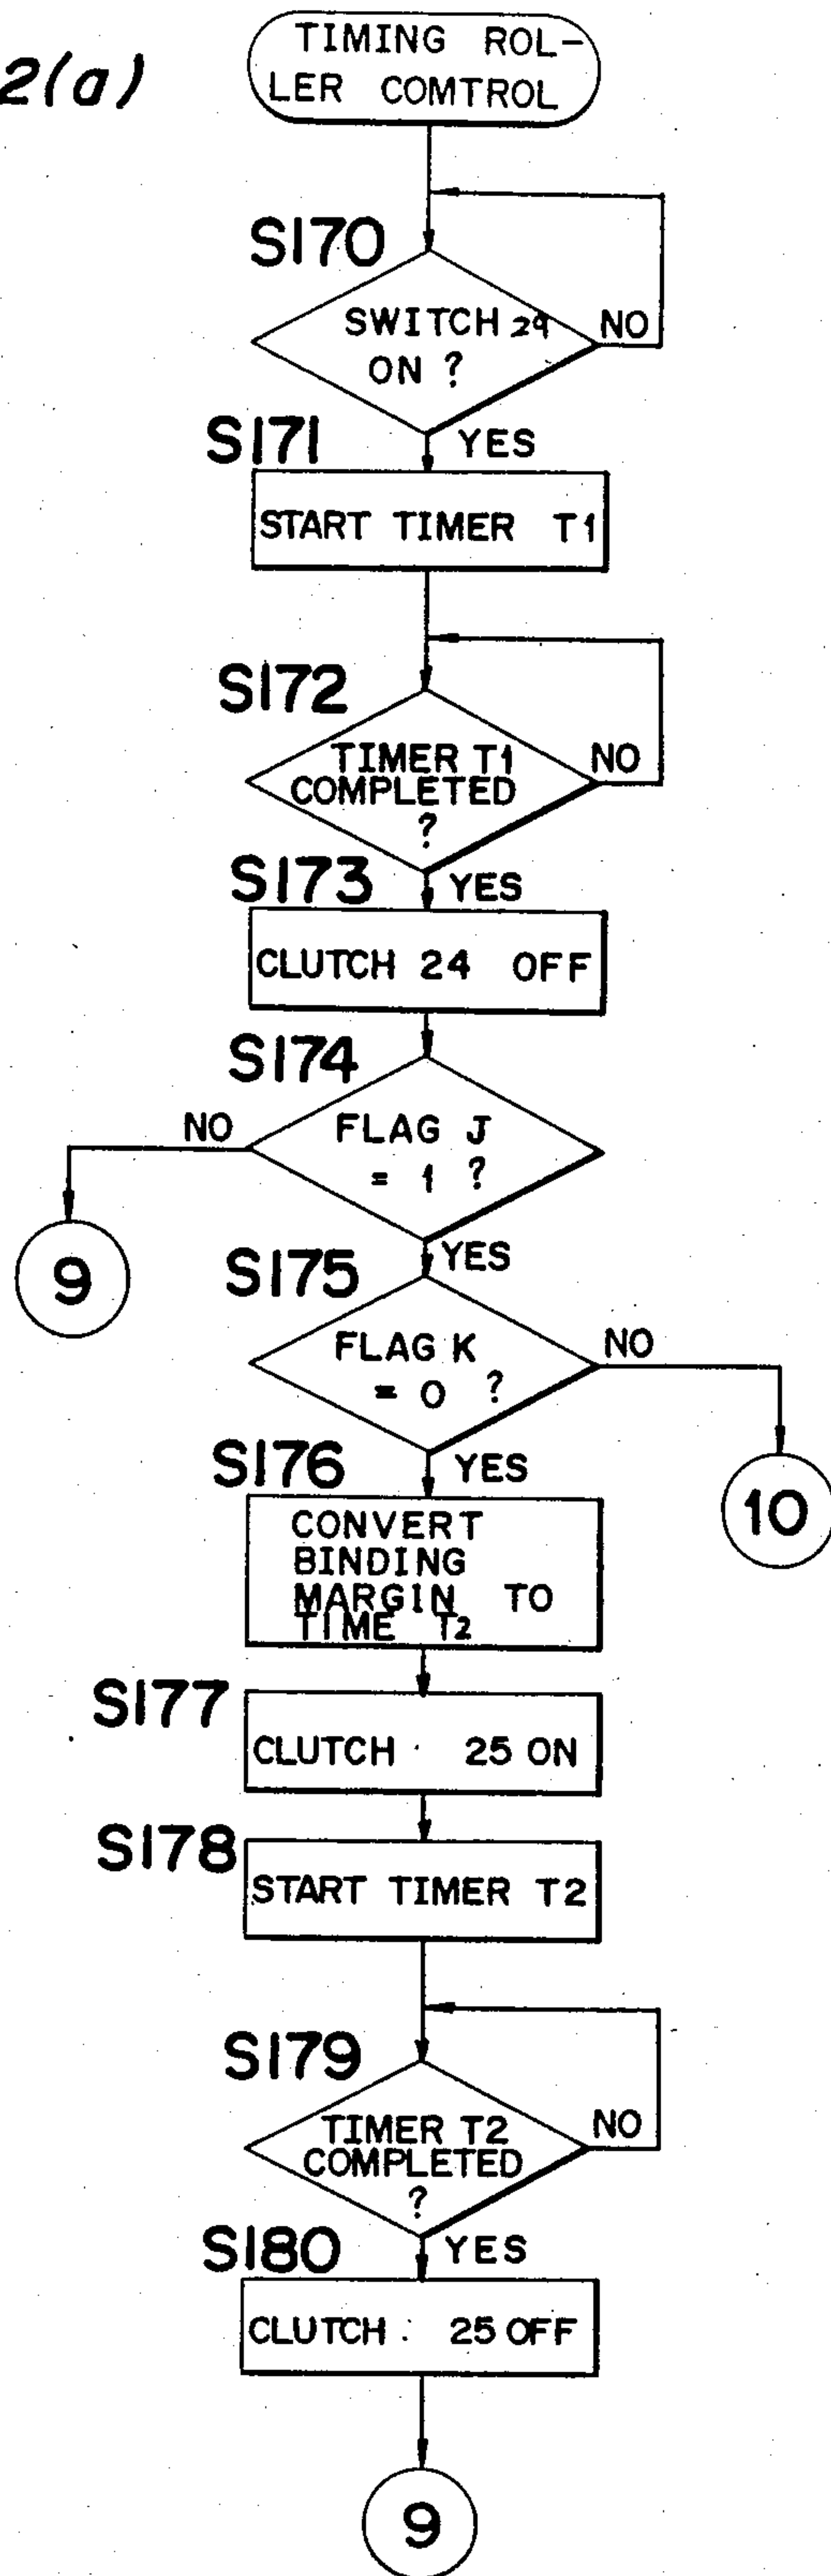 2(a)
TIMING ROL-
LER COMTROL
S170
SWITCH 29
ON ?
NO
YES
S171
START TIMER T1
S172
TIMER T1
COMPLETED
?
NO
YES
S173
CLUTCH 24 OFF
S174
FLAG J
= 1 ?
NO
YES
9
S175
FLAG K
= 0 ?
NO
YES
10
S176
CONVERT
BINDING
MARGIN TO
TIME T2
S177
CLUTCH 25 ON
S178
START TIMER T2
S179
TIMER T2
COMPLETED
?
NO
YES
S180
CLUTCH 25 OFF
9